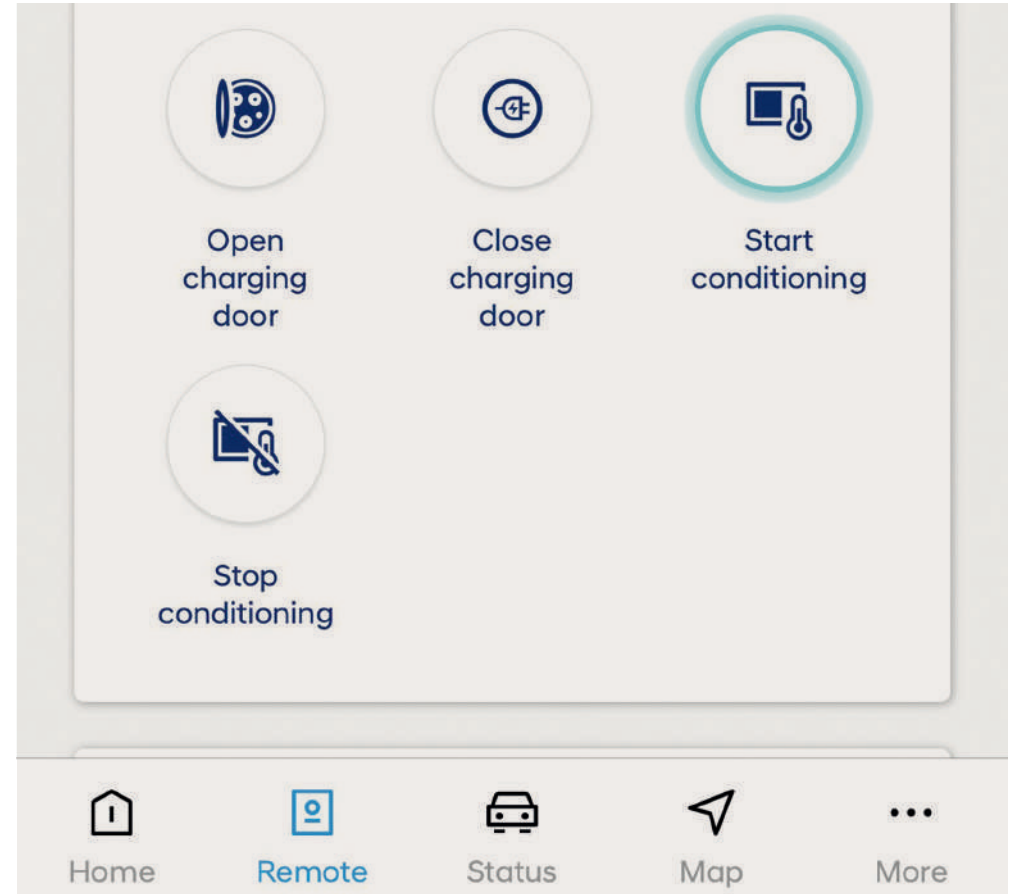 Open
charging
door
Close
charging
door
Start
conditioning
Stop
conditioning
Home
Remote
Status
Map
More